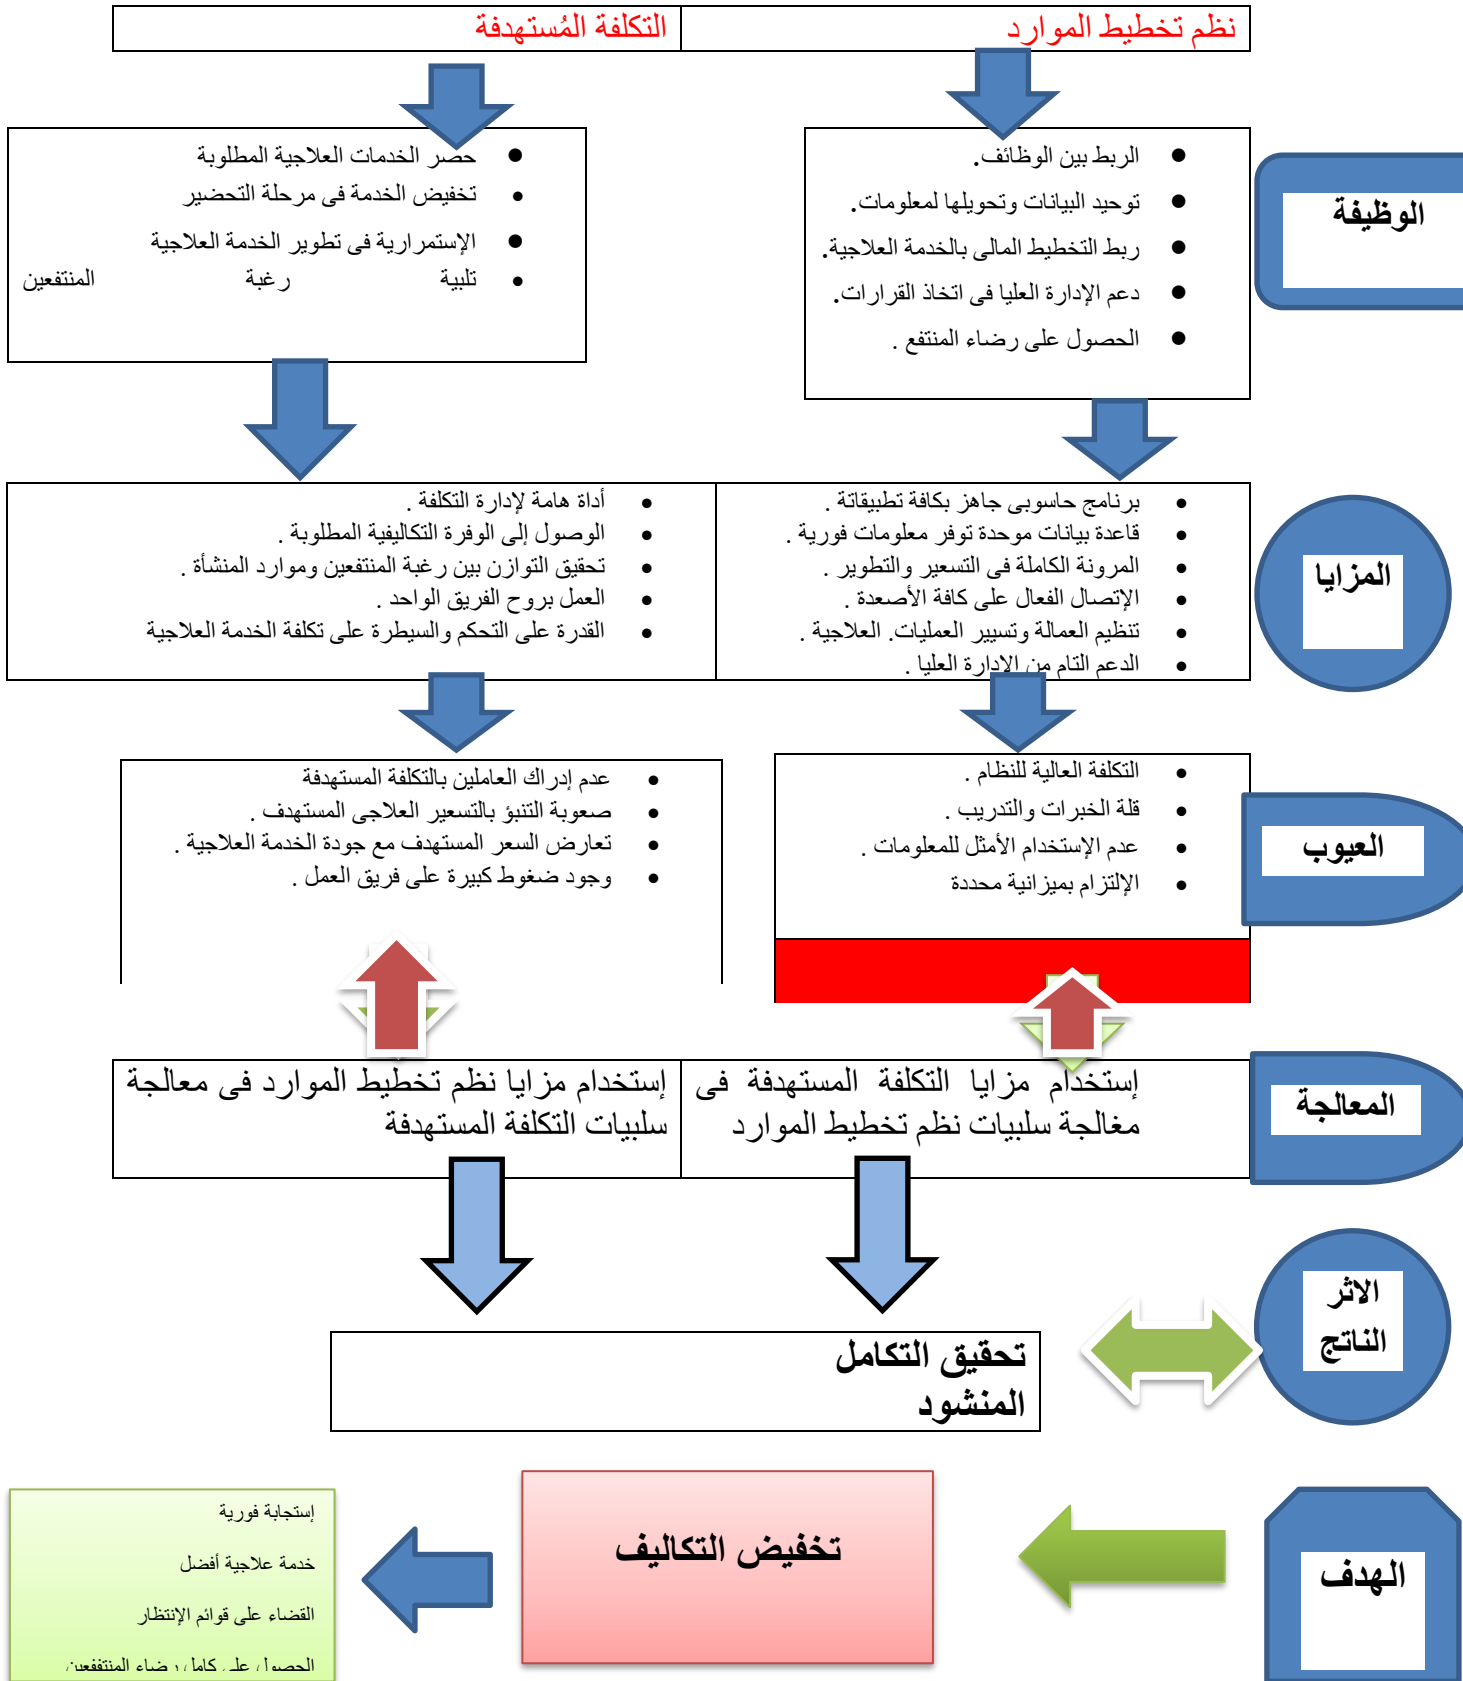 نظم تخطيط الموارد
التكلفة المُستهدفة
الوظيفة
الربط بين الوظائف.
توحيد البيانات وتحويلها لمعلومات.
ربط التخطيط المالى بالخدمة العلاجية.
دعم الإدارة العليا فى اتخاذ القرارات.
الحصول على رضاء المنتفع .
حصر الخدمات العلاجية المطلوبة
تخفيض الخدمة فى مرحلة التحضير
الإستمرارية فى تطوير الخدمة العلاجية
تلبية رغبة المنتفعين
المزايا
برنامج حاسوبى جاهز بكافة تطبيقاتة .
قاعدة بيانات موحدة توفر معلومات فورية .
المرونة الكاملة فى التسعير والتطوير .
الإتصال الفعال على كافة الأصعدة .
تنظيم العمالة وتسيير العمليات. العلاجية .
الدعم التام من الإدارة العليا .
أداة هامة لإدارة التكلفة .
الوصول إلى الوفرة التكاليفية المطلوبة .
تحقيق التوازن بين رغبة المنتفعين وموارد المنشأة .
العمل بروح الفريق الواحد .
القدرة على التحكم والسيطرة على تكلفة الخدمة العلاجية
العيوب
التكلفة العالية للنظام .
قلة الخبرات والتدريب .
عدم الإستخدام الأمثل للمعلومات .
الإلتزام بميزانية محددة
عدم إدراك العاملين بالتكلفة المستهدفة
صعوبة التنبؤ بالتسعير العلاجى المستهدف .
تعارض السعر المستهدف مع جودة الخدمة العلاجية .
وجود ضغوط كبيرة على فريق العمل .
المعالجة
إستخدام مزايا التكلفة المستهدفة فى
مغالجة سلبيات نظم تخطيط الموارد
إستخدام مزايا نظم تخطيط الموارد فى معالجة
سلبيات التكلفة المستهدفة
الاثر
الناتج
تحقيق التكامل
المنشود
الهدف
تخفيض التكاليف
إستجابة فورية
خدمة علاجية أفضل
القضاء على قوائم الإنتظار
الحصول على كامل رضاء المنتفعين